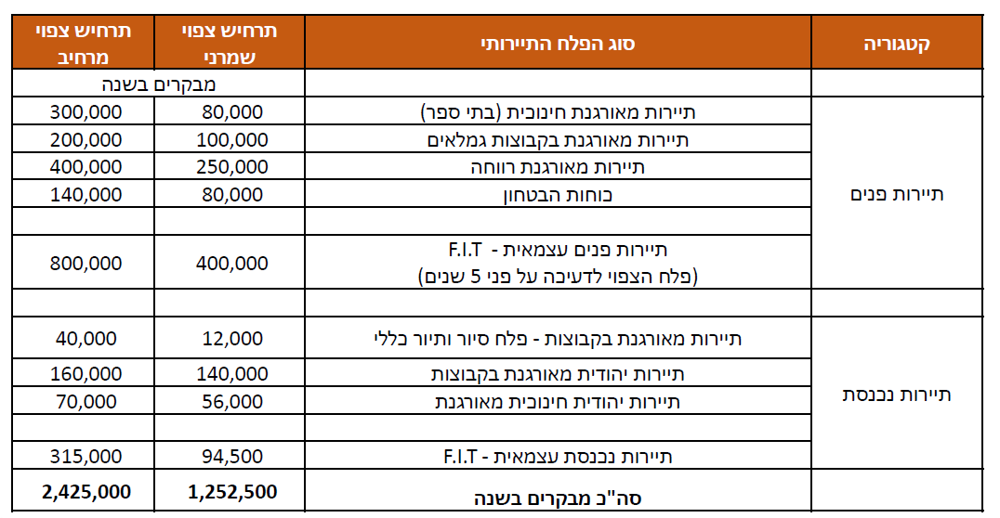 קטגוריה סוג הפלח התיירותי תרחיש צפוי שמרני תרחיש צפוי מרחיב
מבקרים בשנה
תיירות פנים
תיירות מאורגנת חינוכית (בתי ספר) 80,000 300,000
תיירות מאורגנת בקבוצות גמלאים 100,000 200,000
תיירות מאורגנת רווחה 250,000 400,000
כוחות הבטחון 80,000 140,000
תיירות פנים עצמאית - F.I.T 400,000 800,000
(פלח הצפוי לדעיכה על פני 5 שנים)
תיירות נכנסת
תיירות מאורגנת בקבוצות - פלח סיור ותיור כללי 12,000 40,000
תיירות יהודית מאורגנת בקבוצות 140,000 160,000
תיירות יהודית חינוכית מאורגנת 56,000 70,000
תיירות נכנסת עצמאית - F.I.T 94,500 315,000
סה"כ מבקרים בשנה 1,252,500 2,425,000